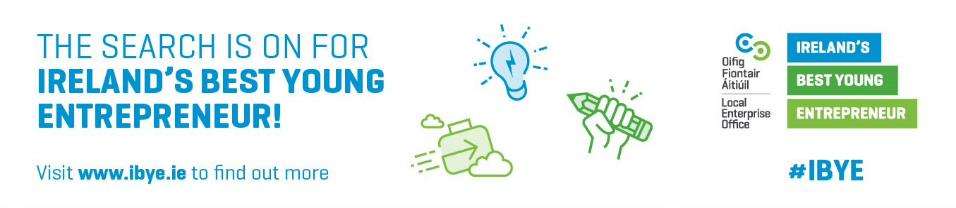 THE SEARCH IS ON FOR
IRELAND'S BEST YOUNG
ENTREPRENEUR!
Visit www.ibye.ie to find out more
Oifig
Fiontair
Áitiúil
Local
Enterprise
Office
IRELAND'S
BEST YOUNG
ENTREPRENEUR
#IBYE